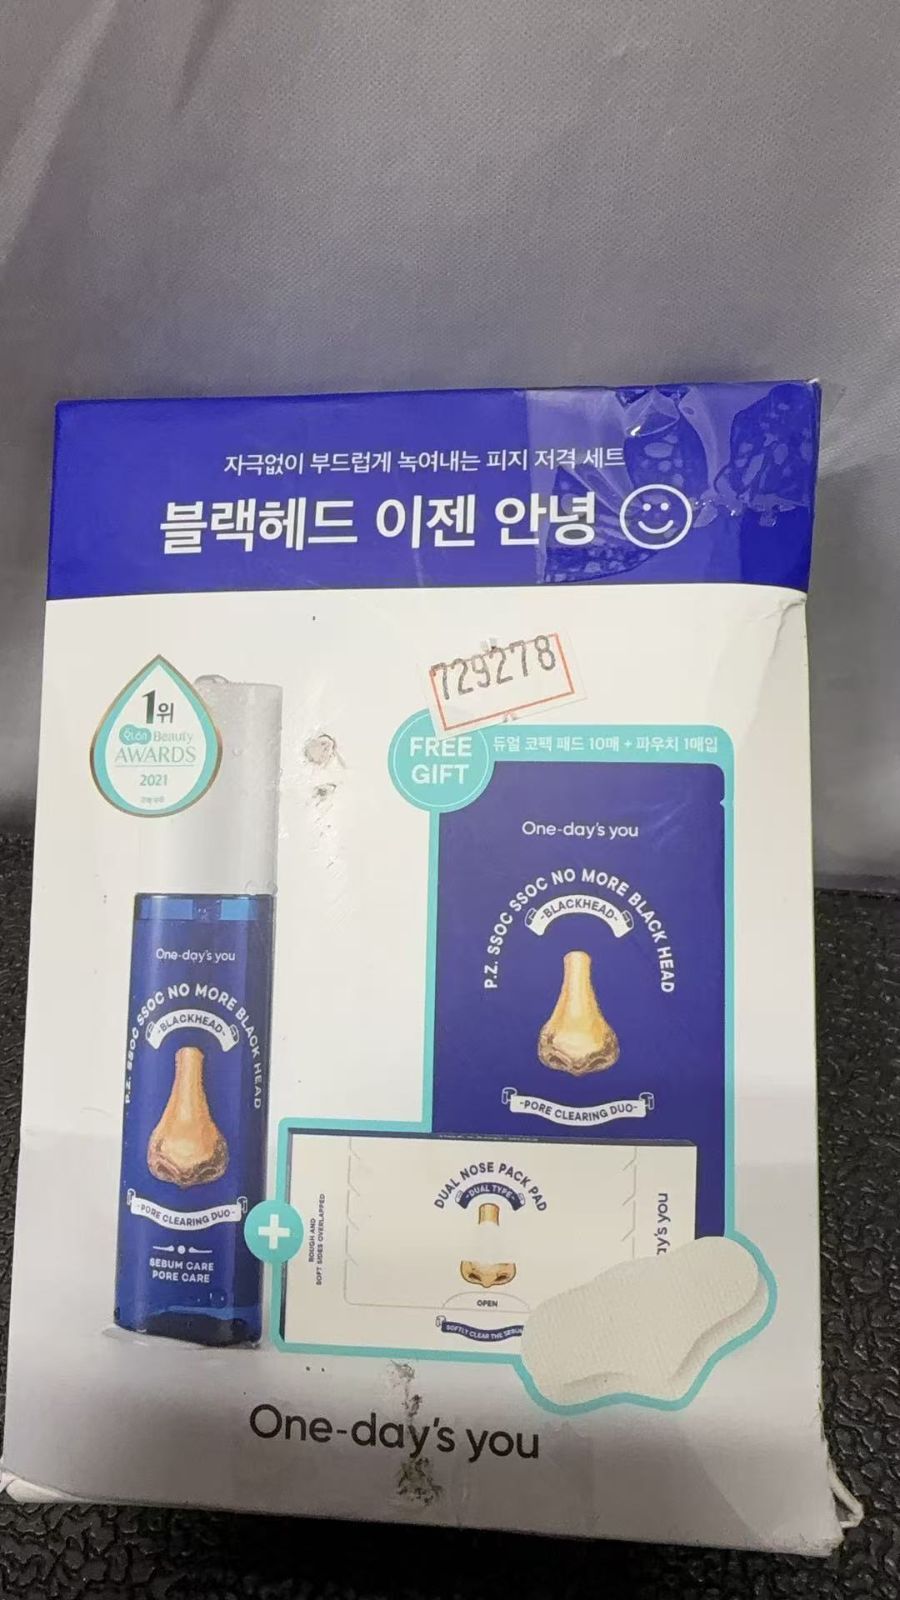 자극없이 부드럽게 녹여내는 피지 저격 세트
블랙헤드 이젠 안녕
729278
1위
Qoo10 Beauty
AWARDS
2021
FREE
GIFT
듀얼 코팩 패드 10매 + 파우치 1매입
One-day's you
P.Z. SSOC SSOC NO MORE BLACK HEAD
-BLACKHEAD-
-PORE CLEARING DUO-
One-day's you
P.Z. SSOC SSOC NO MORE BLACK HEAD
-BLACKHEAD-
-PORE CLEARING DUO-
SEBUM CARE
PORE CARE
ROUGH AND
SOFT SIDES OVERLAPPED
DUAL NOSE PACK PAD
-DUAL TYPE-
OPEN
SOFTLY CLEAR THE SEBUM
y's you
One-day's you